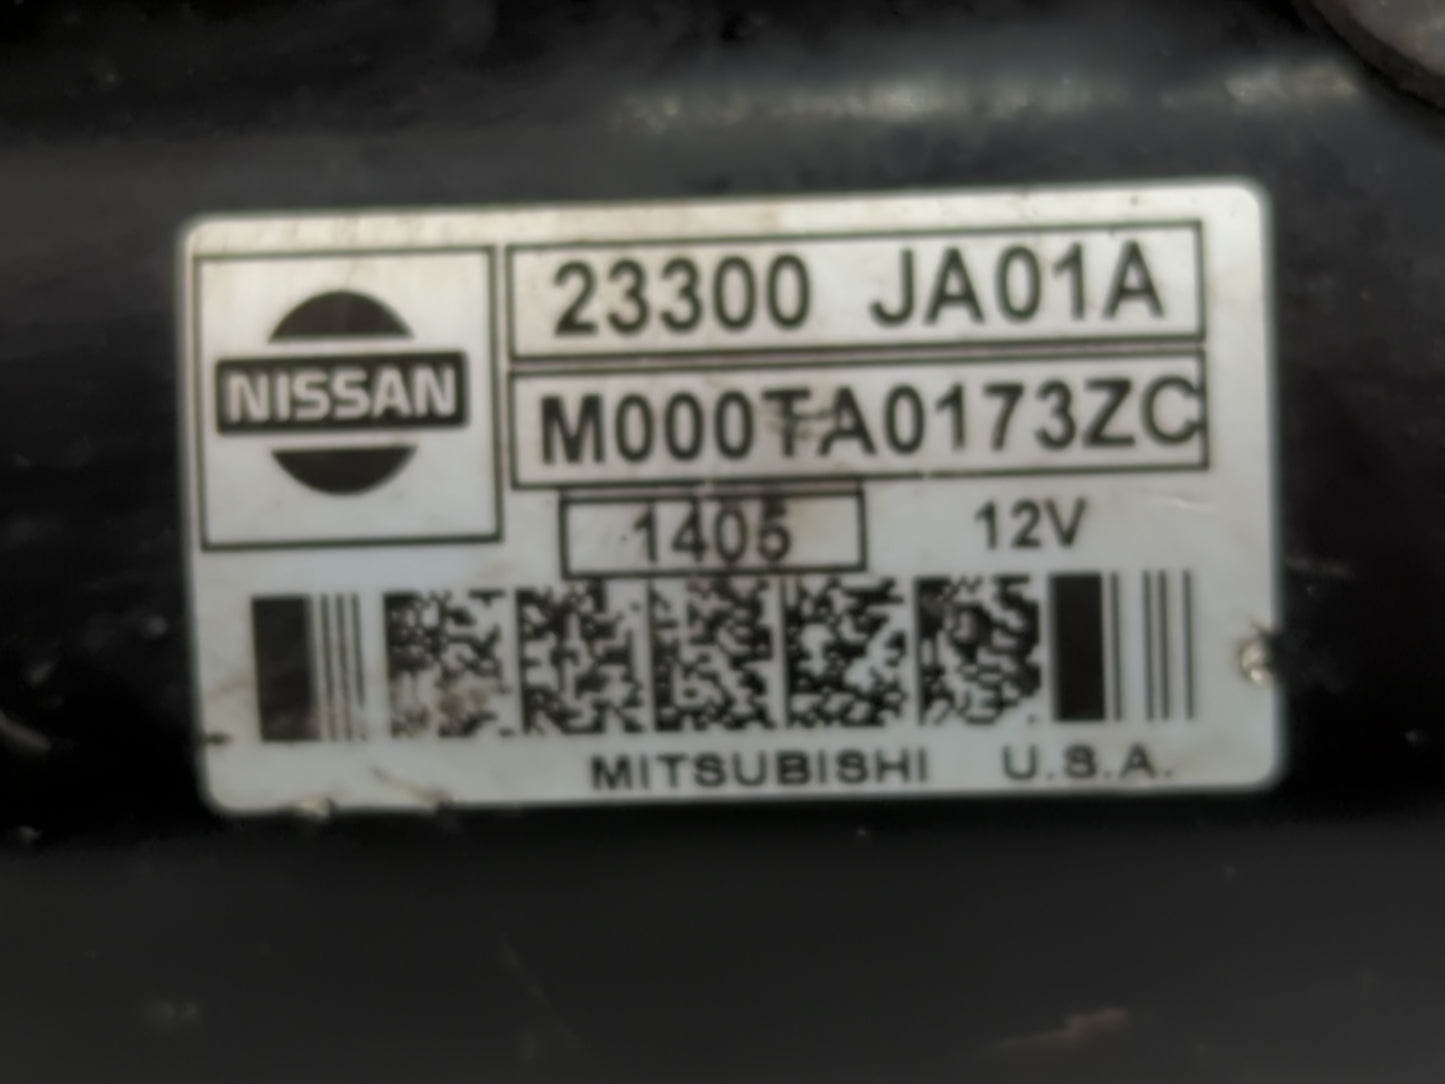 NISSAN
23300 JA01A
M000TA0173ZC
1405 12V
MITSUBISHI U.S.A.